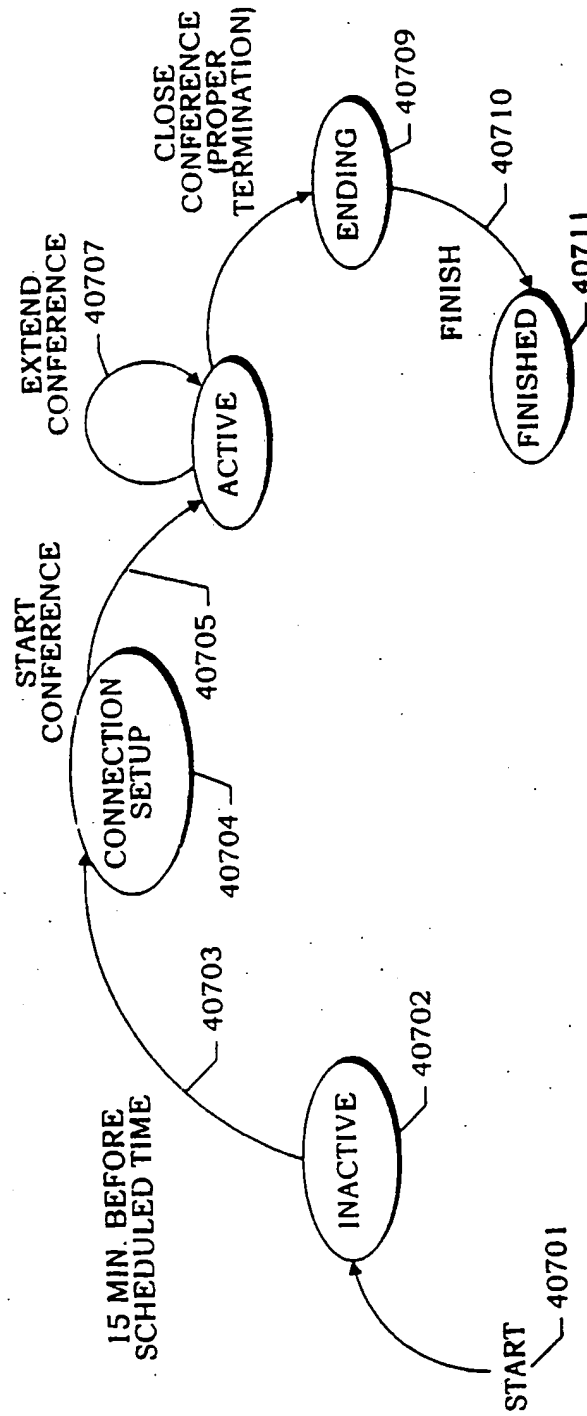 START
40701
INACTIVE
40702
15 MIN. BEFORE
SCHEDULED TIME
40703
CONNECTION
SETUP
40704
START
CONFERENCE
40705
ACTIVE
EXTEND
CONFERENCE
40707
CLOSE
CONFERENCE
(PROPER
TERMINATION)
ENDING
40709
FINISH
40710
FINISHED
40711